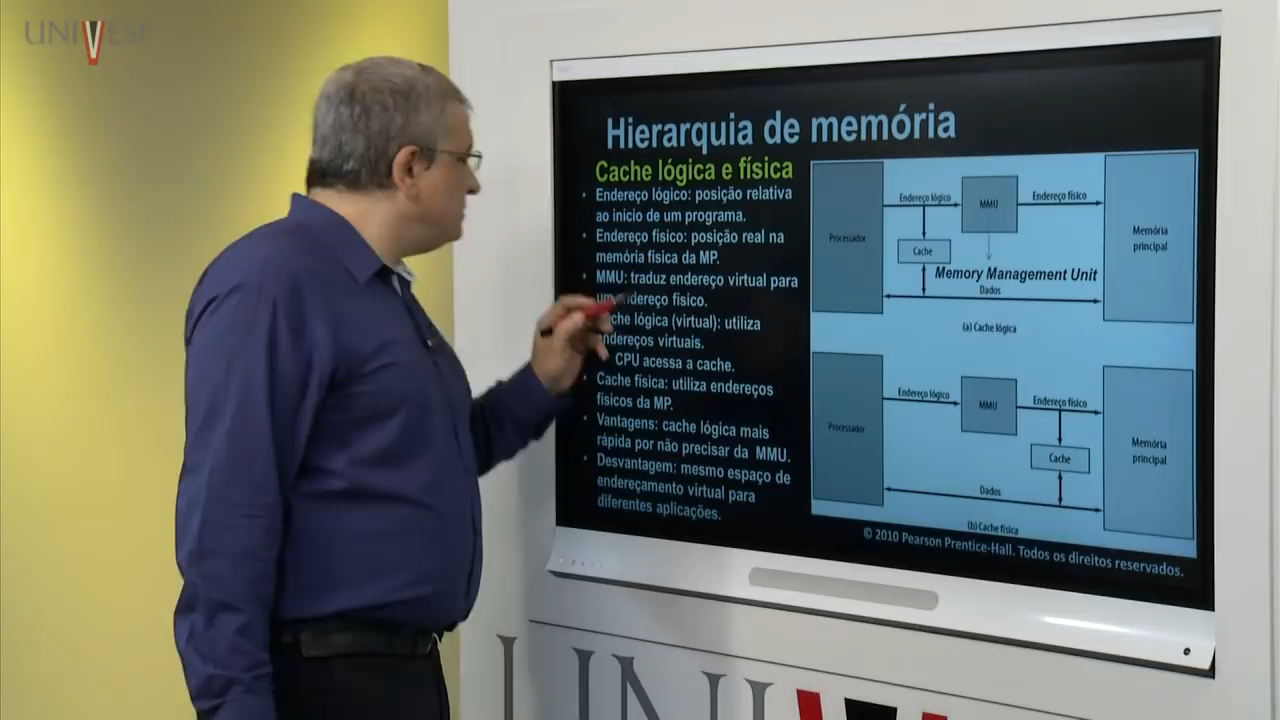 UNIVESP
Hierarquia de memória
Cache lógica e física
• Endereço lógico: posição relativa
ao início de um programa.
• Endereço físico: posição real na
memória física da MP.
• MMU: traduz endereço virtual para
um endereço físico.
che lógica (virtual): utiliza
ndereços virtuais.
CPU acessa a cache.
• Cache física: utiliza endereços
físicos da MP.
• Vantagens: cache lógica mais
rápida por não precisar da MMU.
• Desvantagem: mesmo espaço de
endereçamento virtual para
diferentes aplicações.
Processador
Endereço lógico
MMU
Endereço físico
Memória
principal
Cache
Memory Management Unit
Dados
(a) Cache lógica
Processador
Endereço lógico
MMU
Endereço físico
Memória
principal
Cache
Dados
(b) Cache física
© 2010 Pearson Prentice-Hall. Todos os direitos reservados.
UNIV